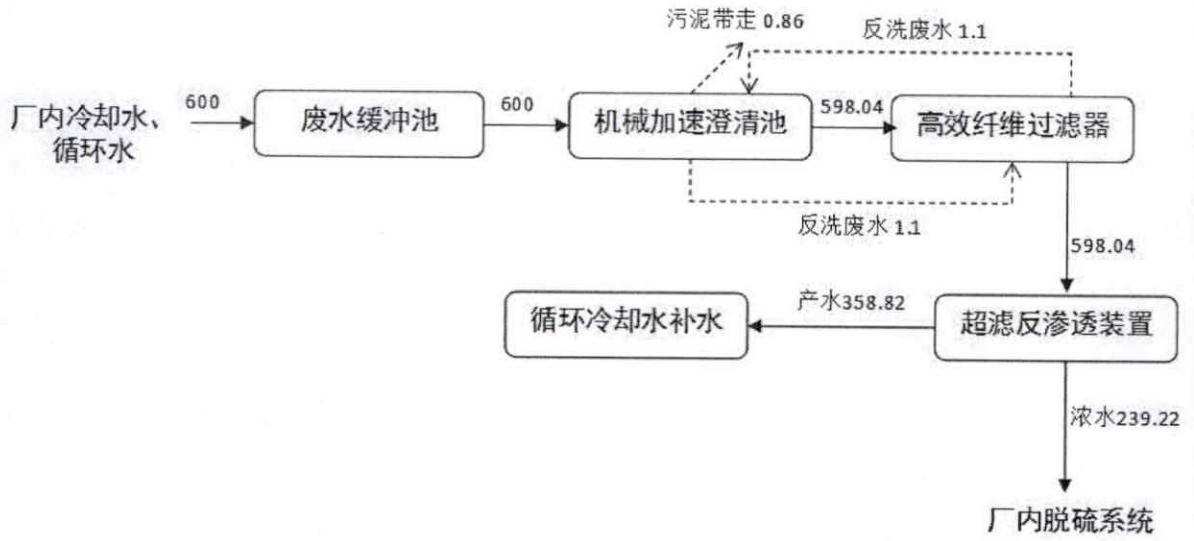 污泥带走 0.86
反洗废水 1.1
厂内冷却水、
循环水
600
废水缓冲池
600
机械加速澄清池
598.04
高效纤维过滤器
反洗废水 1.1
598.04
循环冷却水补水
产水358.82
超滤反渗透装置
浓水239.22
厂内脱硫系统